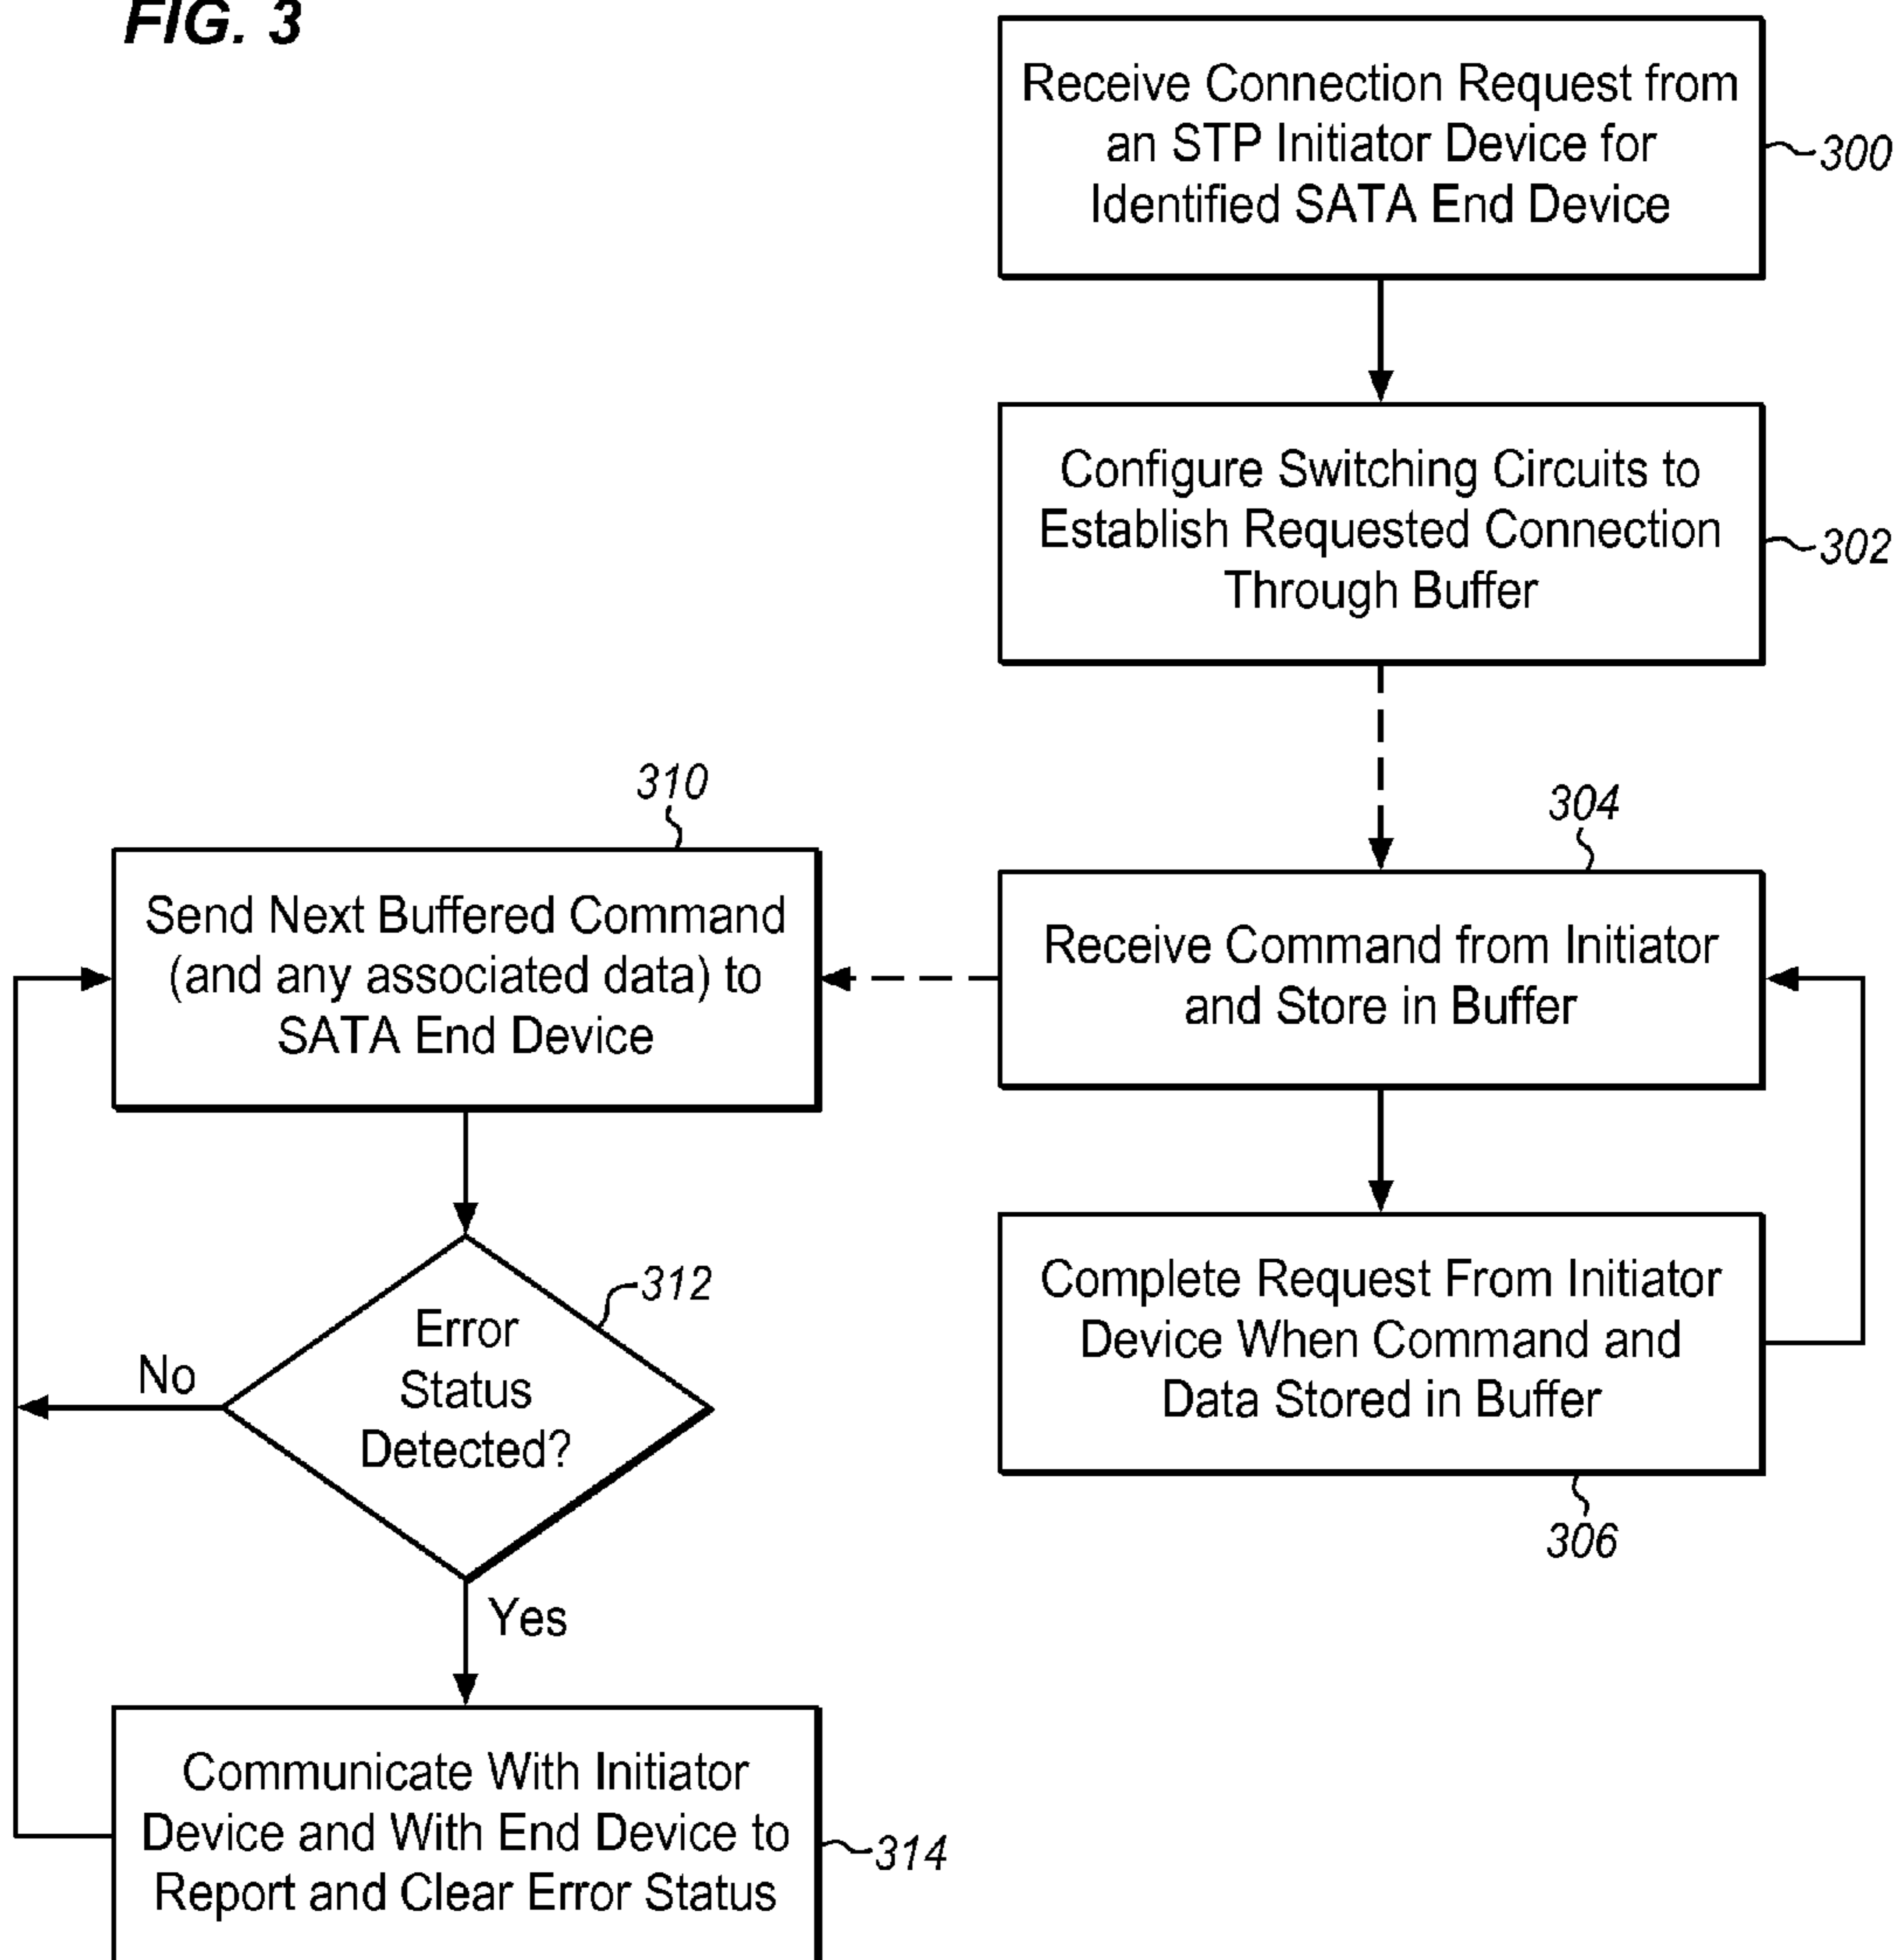 FIG. 3
Receive Connection Request from
an STP Initiator Device for
Identified SATA End Device
300
Configure Switching Circuits to
Establish Requested Connection
Through Buffer
302
304
Receive Command from Initiator
and Store in Buffer
Complete Request From Initiator
Device When Command and
Data Stored in Buffer
306
310
Send Next Buffered Command
(and any associated data) to
SATA End Device
312
Error
Status
Detected?
No
Yes
Communicate With Initiator
Device and With End Device to
Report and Clear Error Status
314